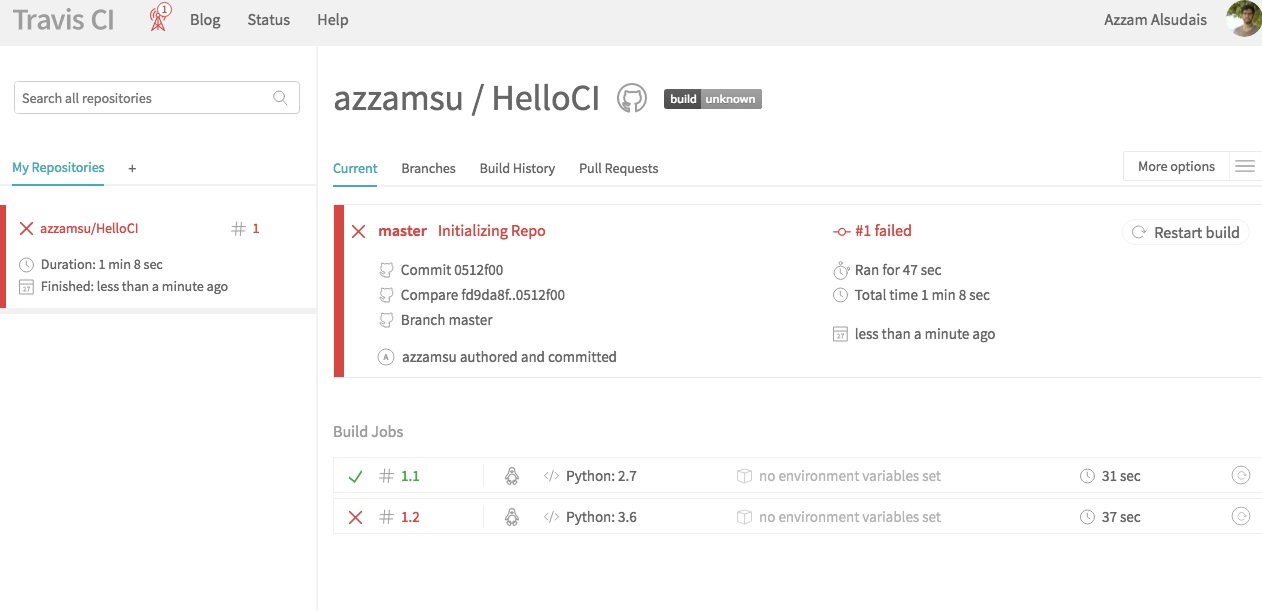 Travis CI 1 Blog Status Help Azzam Alsudais
Search all repositories
azzamsu / HelloCI build unknown
My Repositories +
Current Branches Build History Pull Requests More options
azzamsu/HelloCI # 1
Duration: 1 min 8 sec
27 Finished: less than a minute ago
master Initializing Repo #1 failed Restart build
Commit 0512f00 Ran for 47 sec
Compare fd9da8f..0512f00 Total time 1 min 8 sec
Branch master
27 less than a minute ago
A azzamsu authored and committed
Build Jobs
# 1.1 </> Python: 2.7 no environment variables set 31 sec
# 1.2 </> Python: 3.6 no environment variables set 37 sec